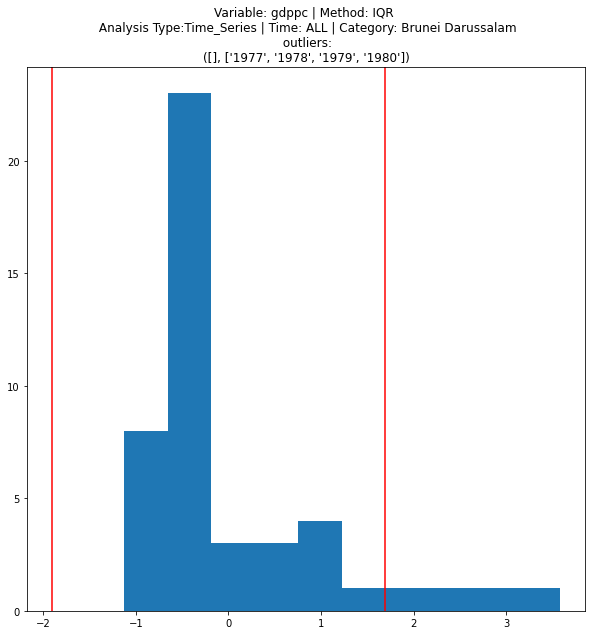 Variable: gdppc | Method: IQR
Analysis Type:Time_Series | Time: ALL | Category: Brunei Darussalam
outliers:
([], ['1977', '1978', '1979', '1980'])
20
15
10
5
0
−2
−1
0
1
2
3